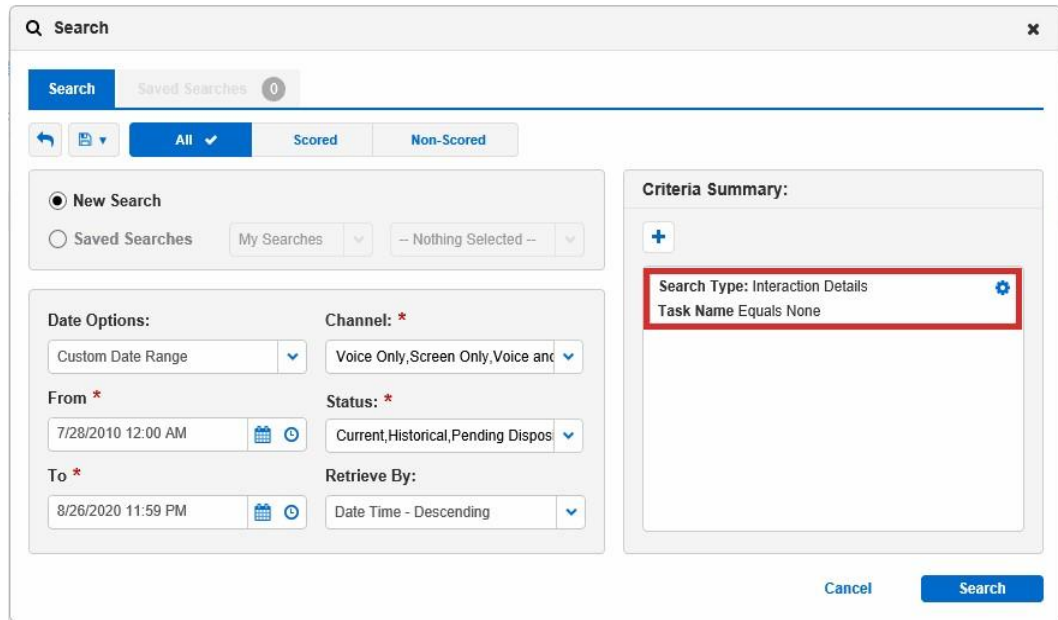 Search
Search
Saved Searches 0
All
Scored
Non-Scored
New Search
Saved Searches
My Searches
-- Nothing Selected --
Date Options:
Channel: *
Custom Date Range
Voice Only,Screen Only,Voice and
From *
Status: *
7/28/2010 12:00 AM
Current,Historical,Pending Disposi
To *
Retrieve By:
8/26/2020 11:59 PM
Date Time - Descending
Criteria Summary:
Search Type: Interaction Details
Task Name Equals None
Cancel
Search